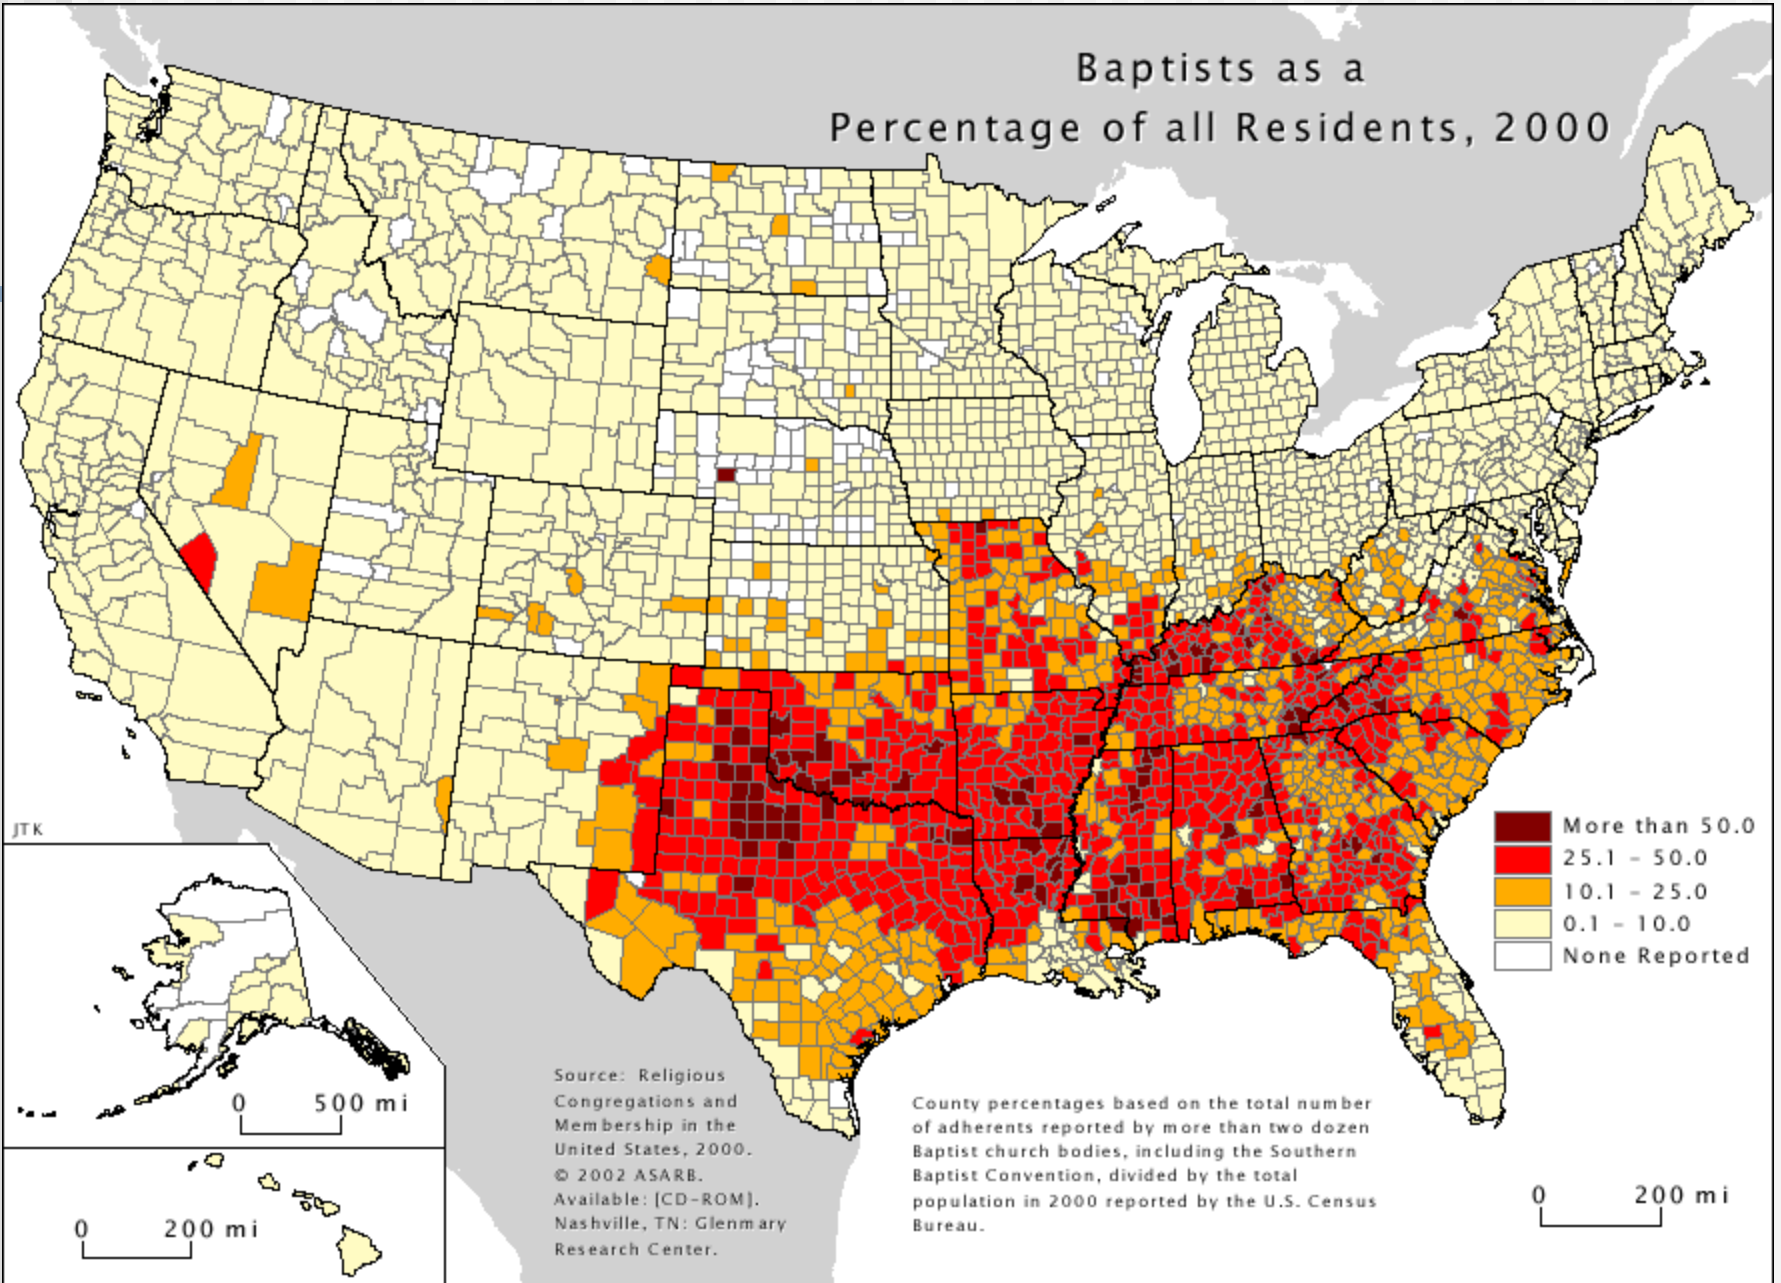 Baptists as a
Percentage of all Residents, 2000
JTK
More than 50.0
25.1 – 50.0
10.1 – 25.0
0.1 – 10.0
None Reported
0 500 mi
0 200 mi
Source: Religious
Congregations and
Membership in the
United States, 2000.
© 2002 ASARB.
Available: [CD-ROM].
Nashville, TN: Glenmary
Research Center.
County percentages based on the total number
of adherents reported by more than two dozen
Baptist church bodies, including the Southern
Baptist Convention, divided by the total
population in 2000 reported by the U.S. Census
Bureau.
0 200 mi